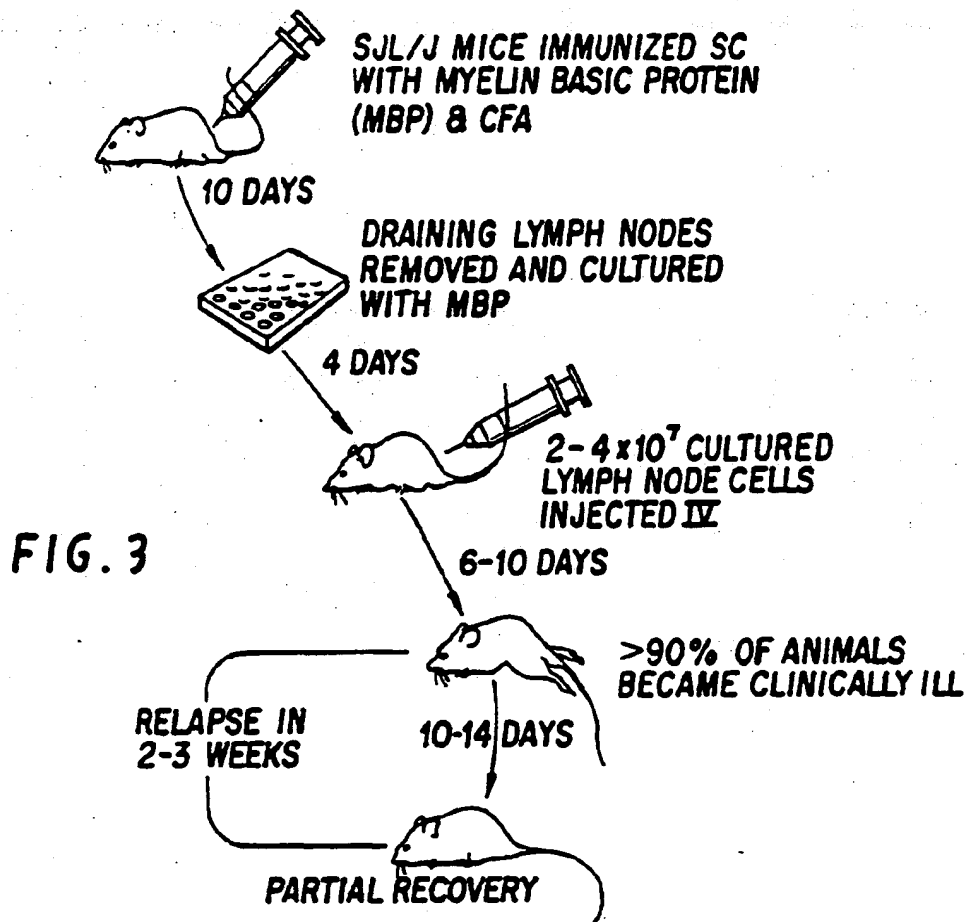 SJL/J MICE IMMUNIZED SC
WITH MYELIN BASIC PROTEIN
(MBP) & CFA
10 DAYS
DRAINING LYMPH NODES
REMOVED AND CULTURED
WITH MBP
4 DAYS
2-4 x 10⁷ CULTURED
LYMPH NODE CELLS
INJECTED IV
FIG. 3
6-10 DAYS
>90% OF ANIMALS
BECAME CLINICALLY ILL
RELAPSE IN
2-3 WEEKS
10-14 DAYS
PARTIAL RECOVERY